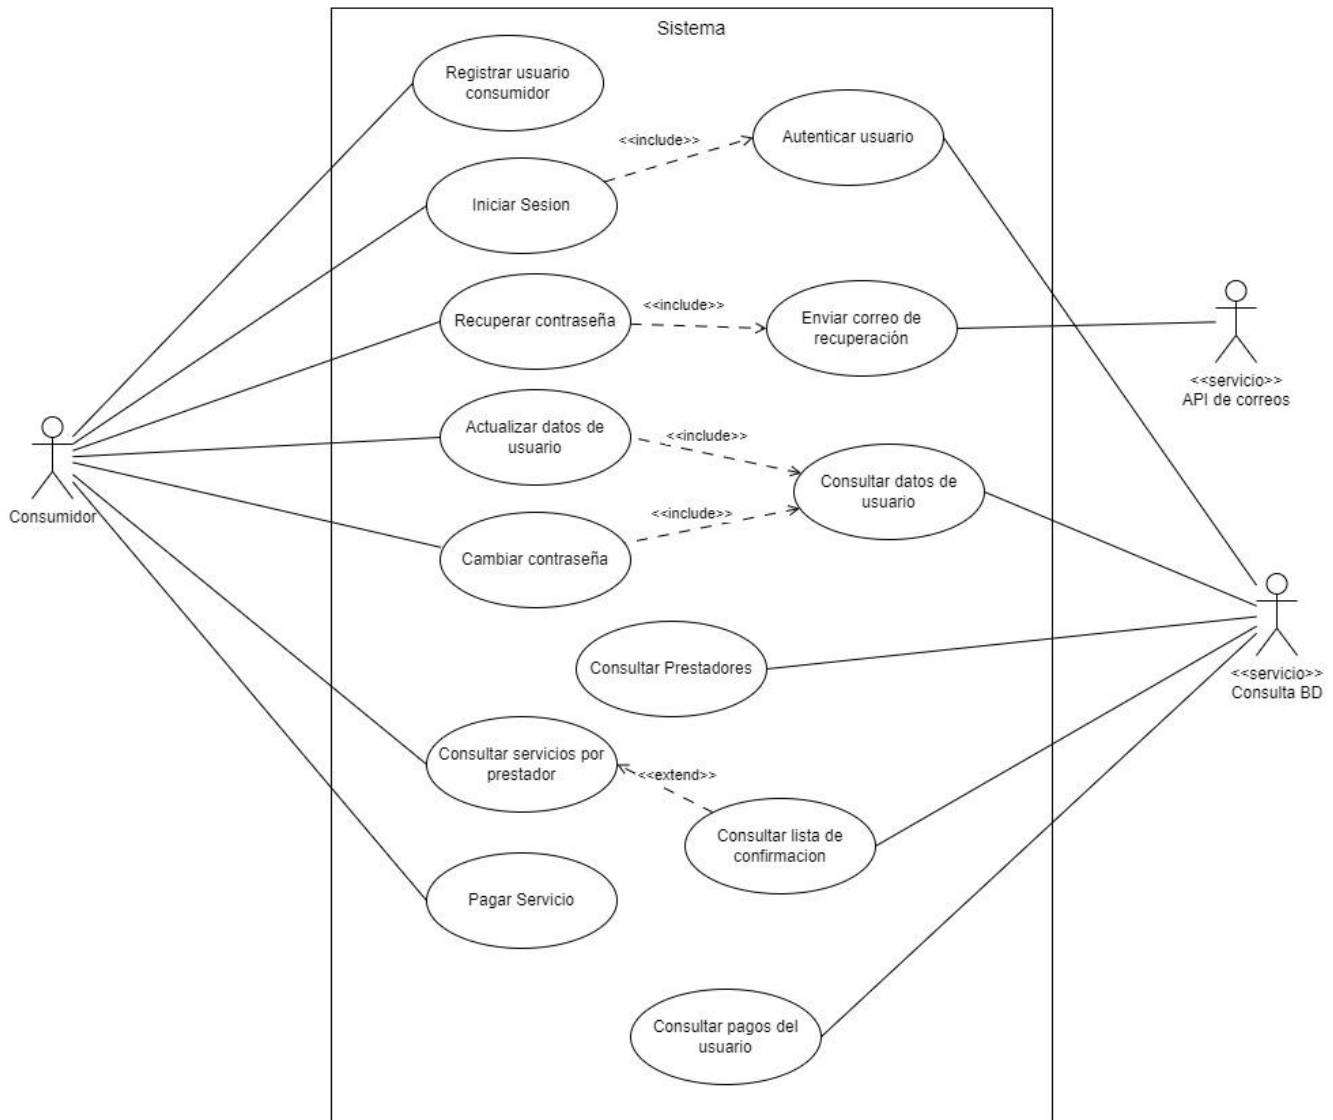 Sistema
Registrar usuario
consumidor
<<include>>
Autenticar usuario
Iniciar Sesion
Recuperar contraseña
<<include>>
Enviar correo de
recuperación
<<servicio>>
API de correos
Actualizar datos de
usuario
<<include>>
Consultar datos de
usuario
Consumidor
<<include>>
Cambiar contraseña
Consultar Prestadores
<<servicio>>
Consulta BD
Consultar servicios por
prestador
<<extend>>
Consultar lista de
confirmacion
Pagar Servicio
Consultar pagos del
usuario